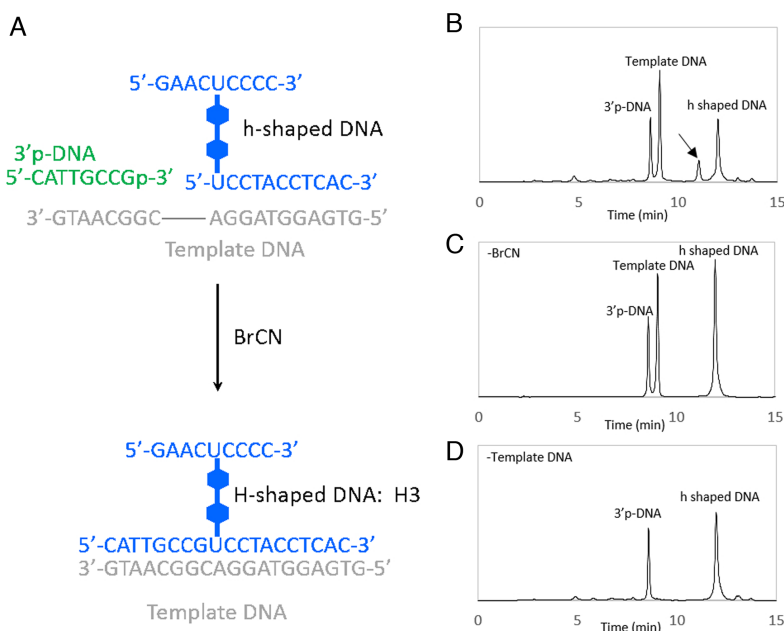 A
5’-GAACUCCCC-3’
h-shaped DNA
3’p-DNA
5’-CATTGCCGp-3’
5’-UCCTACCTCAC-3’
3’-GTAACGGC AGGATGGAGTG-5’
Template DNA
BrCN
5’-GAACUCCCC-3’
H-shaped DNA: H3
5’-CATTGCCGUCCTACCTCAC-3’
3’-GTAACGGCAGGATGGAGTG-5’
Template DNA
B
Template DNA
3’p-DNA
h shaped DNA
0 5 10 15
Time (min)
C
-BrCN
h shaped DNA
Template DNA
3’p-DNA
0 5 10 15
Time (min)
D
-Template DNA
h shaped DNA
3’p-DNA
0 5 10 15
Time (min)